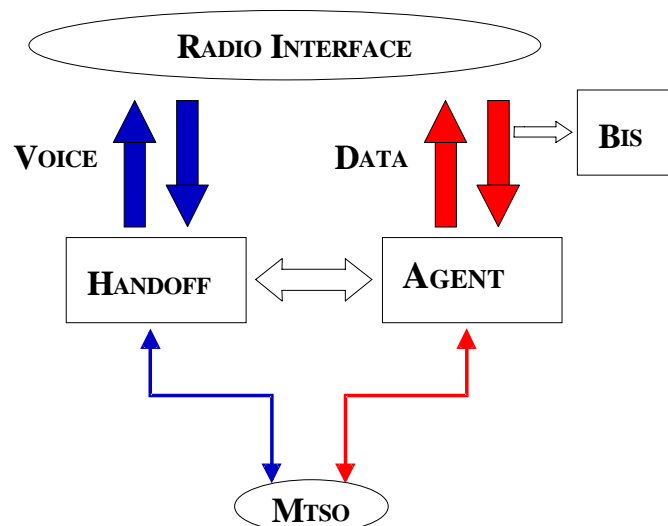 RADIO INTERFACE
VOICE
DATA
BIS
HANDOFF
AGENT
MTSO